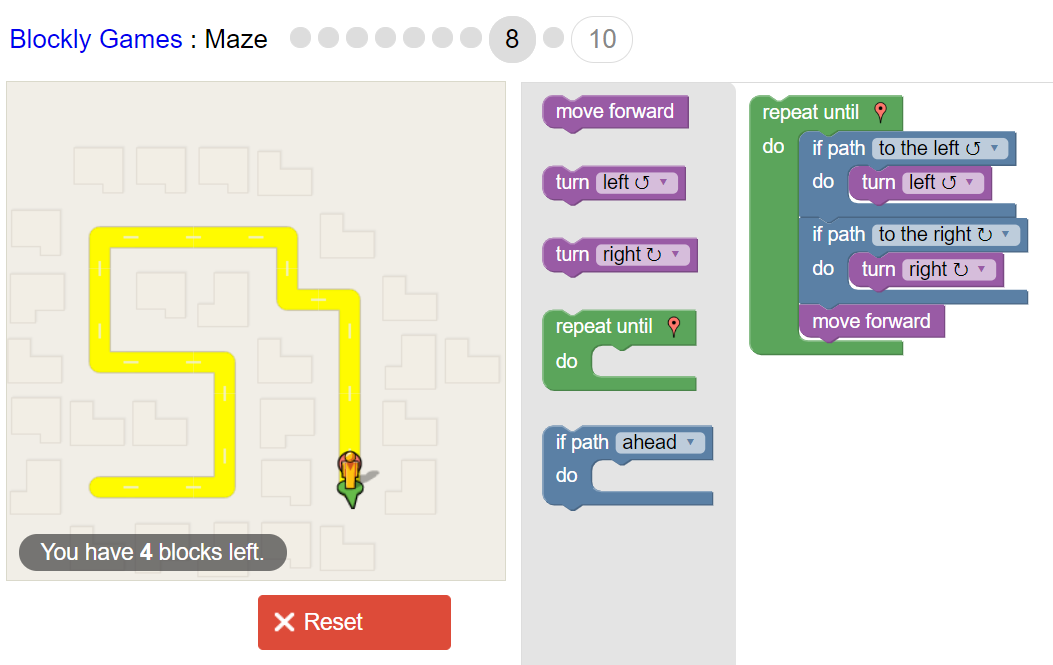 Blockly Games : Maze 8 10
move forward
turn left ↺ ▼
turn right ↻ ▼
repeat until
do
if path ahead ▼
do
repeat until
do
if path to the left ↺ ▼
do turn left ↺ ▼
if path to the right ↻ ▼
do turn right ↻ ▼
move forward
You have 4 blocks left.
Reset